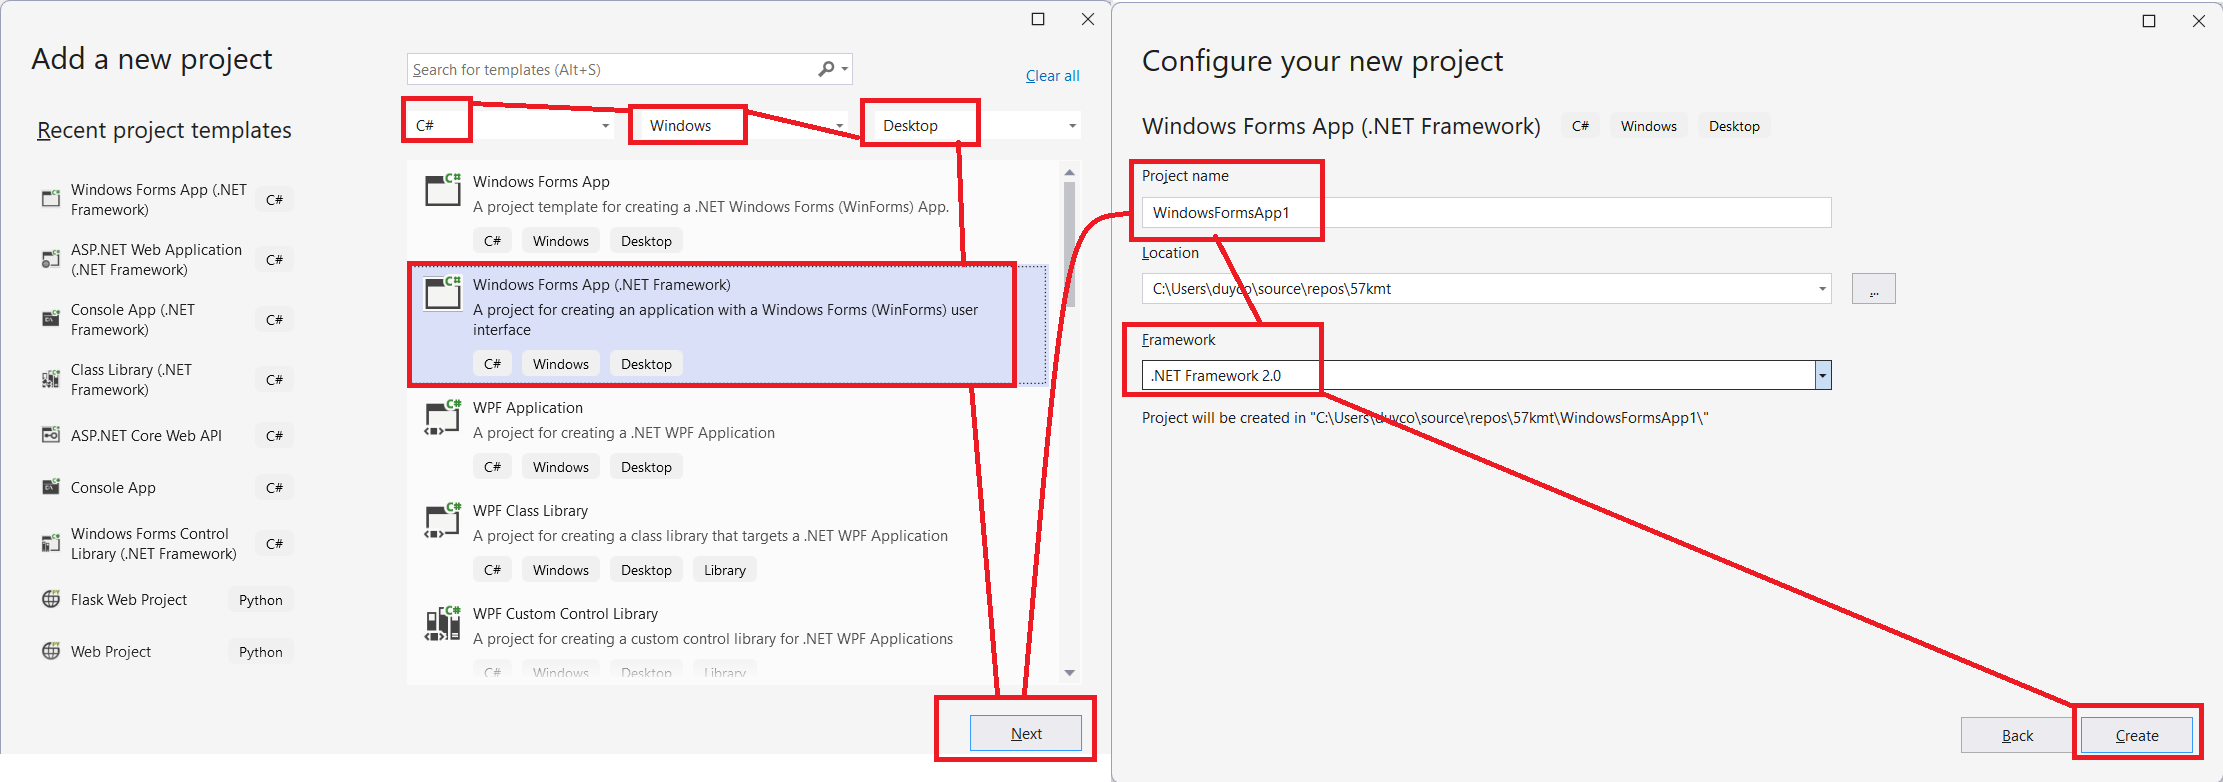 Add a new project
Search for templates (Alt+S)
Clear all
Recent project templates
C#
Windows
Desktop
Windows Forms App (.NET
Framework)
C#
ASP.NET Web Application
(.NET Framework)
C#
Console App (.NET
Framework)
C#
Class Library (.NET
Framework)
C#
ASP.NET Core Web API
C#
Console App
C#
Windows Forms Control
Library (.NET Framework)
C#
Flask Web Project
Python
Web Project
Python
C#
Windows Forms App
A project template for creating a .NET Windows Forms (WinForms) App.
C# Windows Desktop
C#
Windows Forms App (.NET Framework)
A project for creating an application with a Windows Forms (WinForms) user
interface
C# Windows Desktop
C#
WPF Application
A project for creating a .NET WPF Application
C# Windows Desktop
C#
WPF Class Library
A project for creating a class library that targets a .NET WPF Application
C# Windows Desktop Library
C#
WPF Custom Control Library
A project for creating a custom control library for .NET WPF Applications
C# Windows Desktop Library
Next
Configure your new project
Windows Forms App (.NET Framework) C# Windows Desktop
Project name
WindowsFormsApp1
Location
C:\Users\duyco\source\repos\57kmt
...
Framework
.NET Framework 2.0
Project will be created in "C:\Users\duyco\source\repos\57kmt\WindowsFormsApp1\"
Back
Create